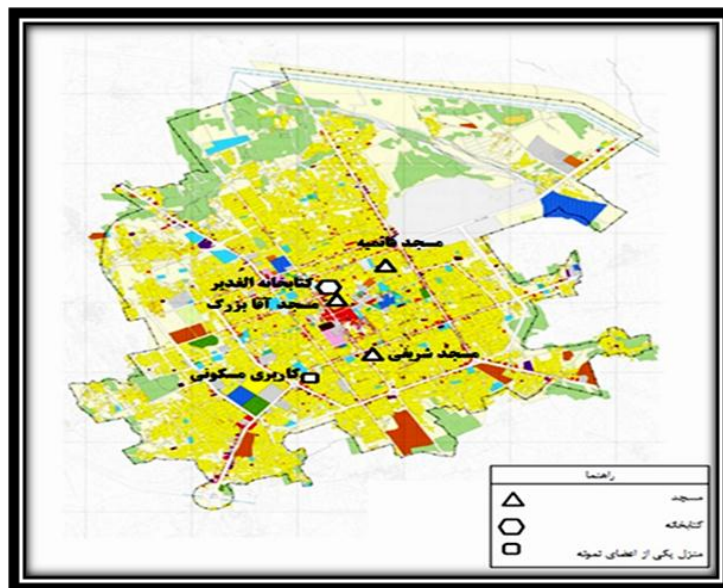 مسجد قائمیه
کتابخانه الغدیر
مسجد آقا بزرگ
مسجد شریفی
کاربری مسکونی
راهنما
مسجد
کتابخانه
منزل یکی از اعضای نمونه